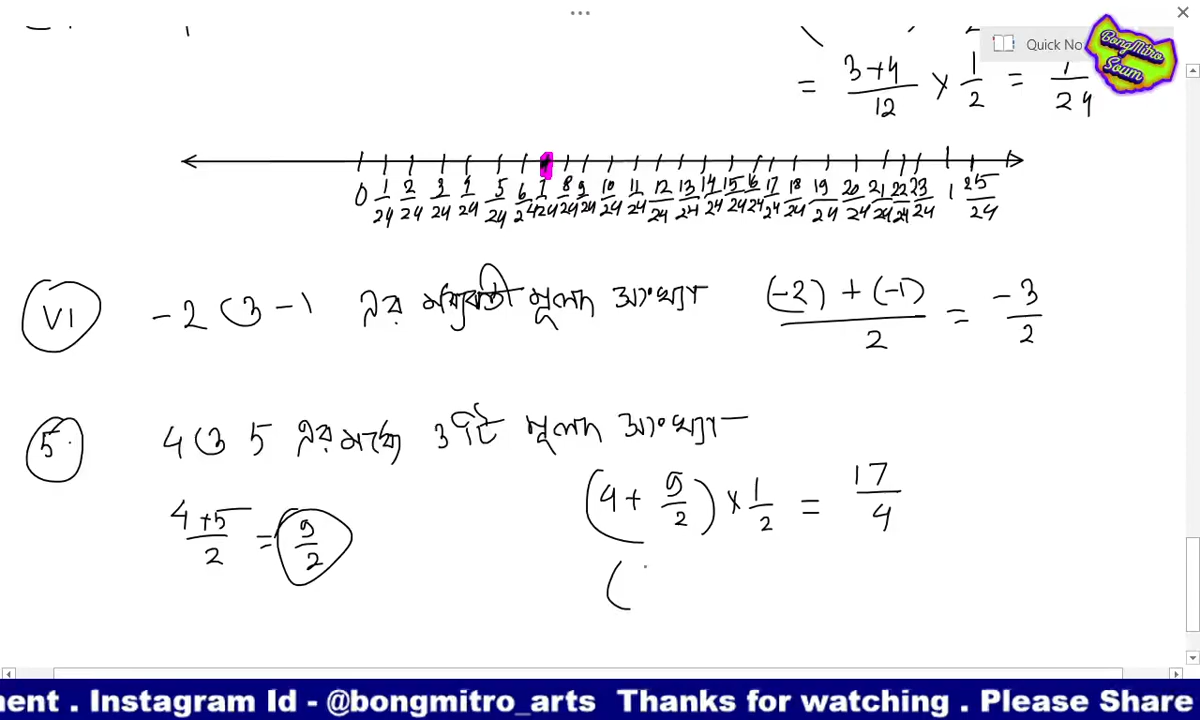 Quick No
BongMitro
Soum
= 3+4/12 × 1/2 = 7/24
0 1/24 2/24 3/24 4/24 5/24 6/24 7/24 8/24 9/24 10/24 11/24 12/24 13/24 14/24 15/24 16/24 17/24 18/24 19/24 20/24 21/24 22/24 23/24 1 25/24
VI -2 ও -1 এর মধ্যবর্তী মূলদ সংখ্যা (-2) + (-1)/2 = -3/2
5. 4 ও 5 এর মধ্যে ৩টি মূলদ সংখ্যা
4+5/2 = 9/2 (4 + 9/2) × 1/2 = 17/4
(
ment . Instagram Id - @bongmitro_arts Thanks for watching . Please Share